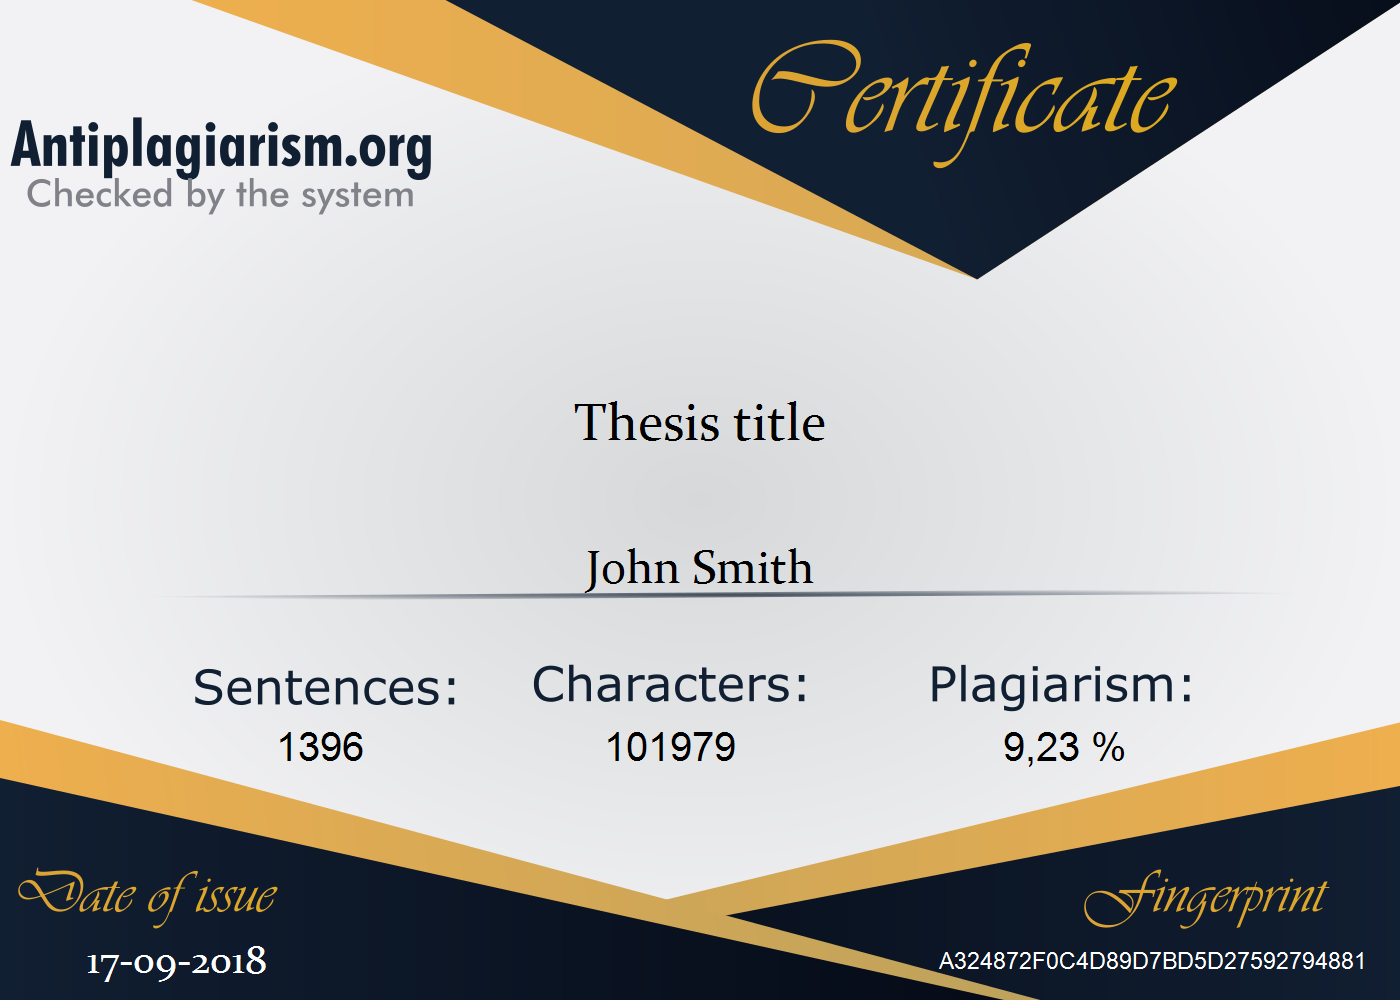 Certificate
Antiplagiarism.org
Checked by the system
Thesis title
John Smith
Sentences: Characters: Plagiarism:
1396 101979 9,23 %
Date of issue Fingerprint
17-09-2018 A324872F0C4D89D7BD5D27592794881